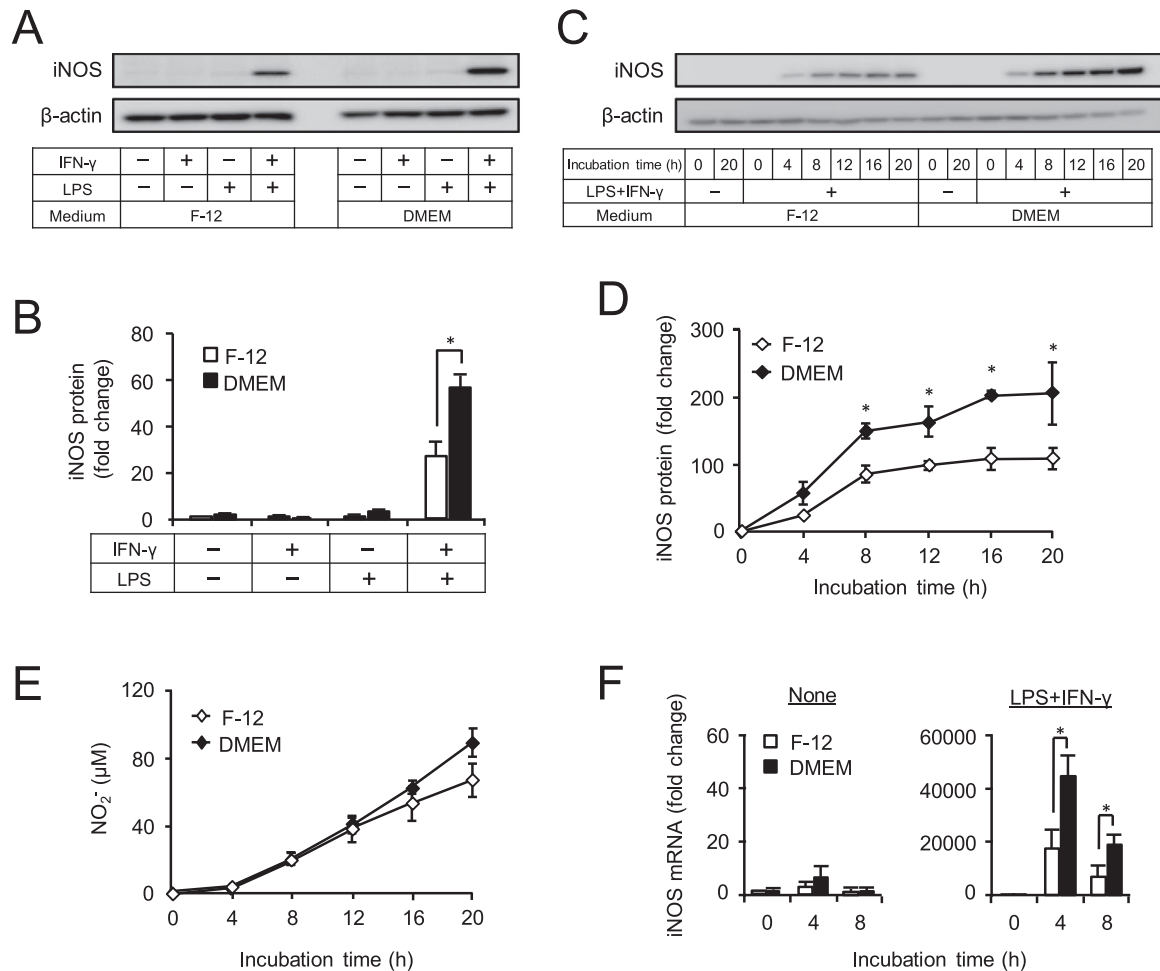 A
iNOS
β-actin
IFN-γ − + − + − + − +
LPS − − + + − − + +
Medium F-12 DMEM
C
iNOS
β-actin
Incubation time (h) 0 20 0 4 8 12 16 20 0 20 0 4 8 12 16 20
LPS+IFN-γ − + − +
Medium F-12 DMEM
B
iNOS protein
(fold change)
80
60
40
20
0
F-12
DMEM
*
IFN-γ − + − +
LPS − − + +
D
iNOS protein (fold change)
300
200
100
0
F-12
DMEM
* * * *
0 4 8 12 16 20
Incubation time (h)
E
NO₂⁻ (μM)
120
80
40
0
F-12
DMEM
0 4 8 12 16 20
Incubation time (h)
F
iNOS mRNA (fold change)
None
60
40
20
0
F-12
DMEM
0 4 8
LPS+IFN-γ
60000
40000
20000
0
* *
0 4 8
Incubation time (h)